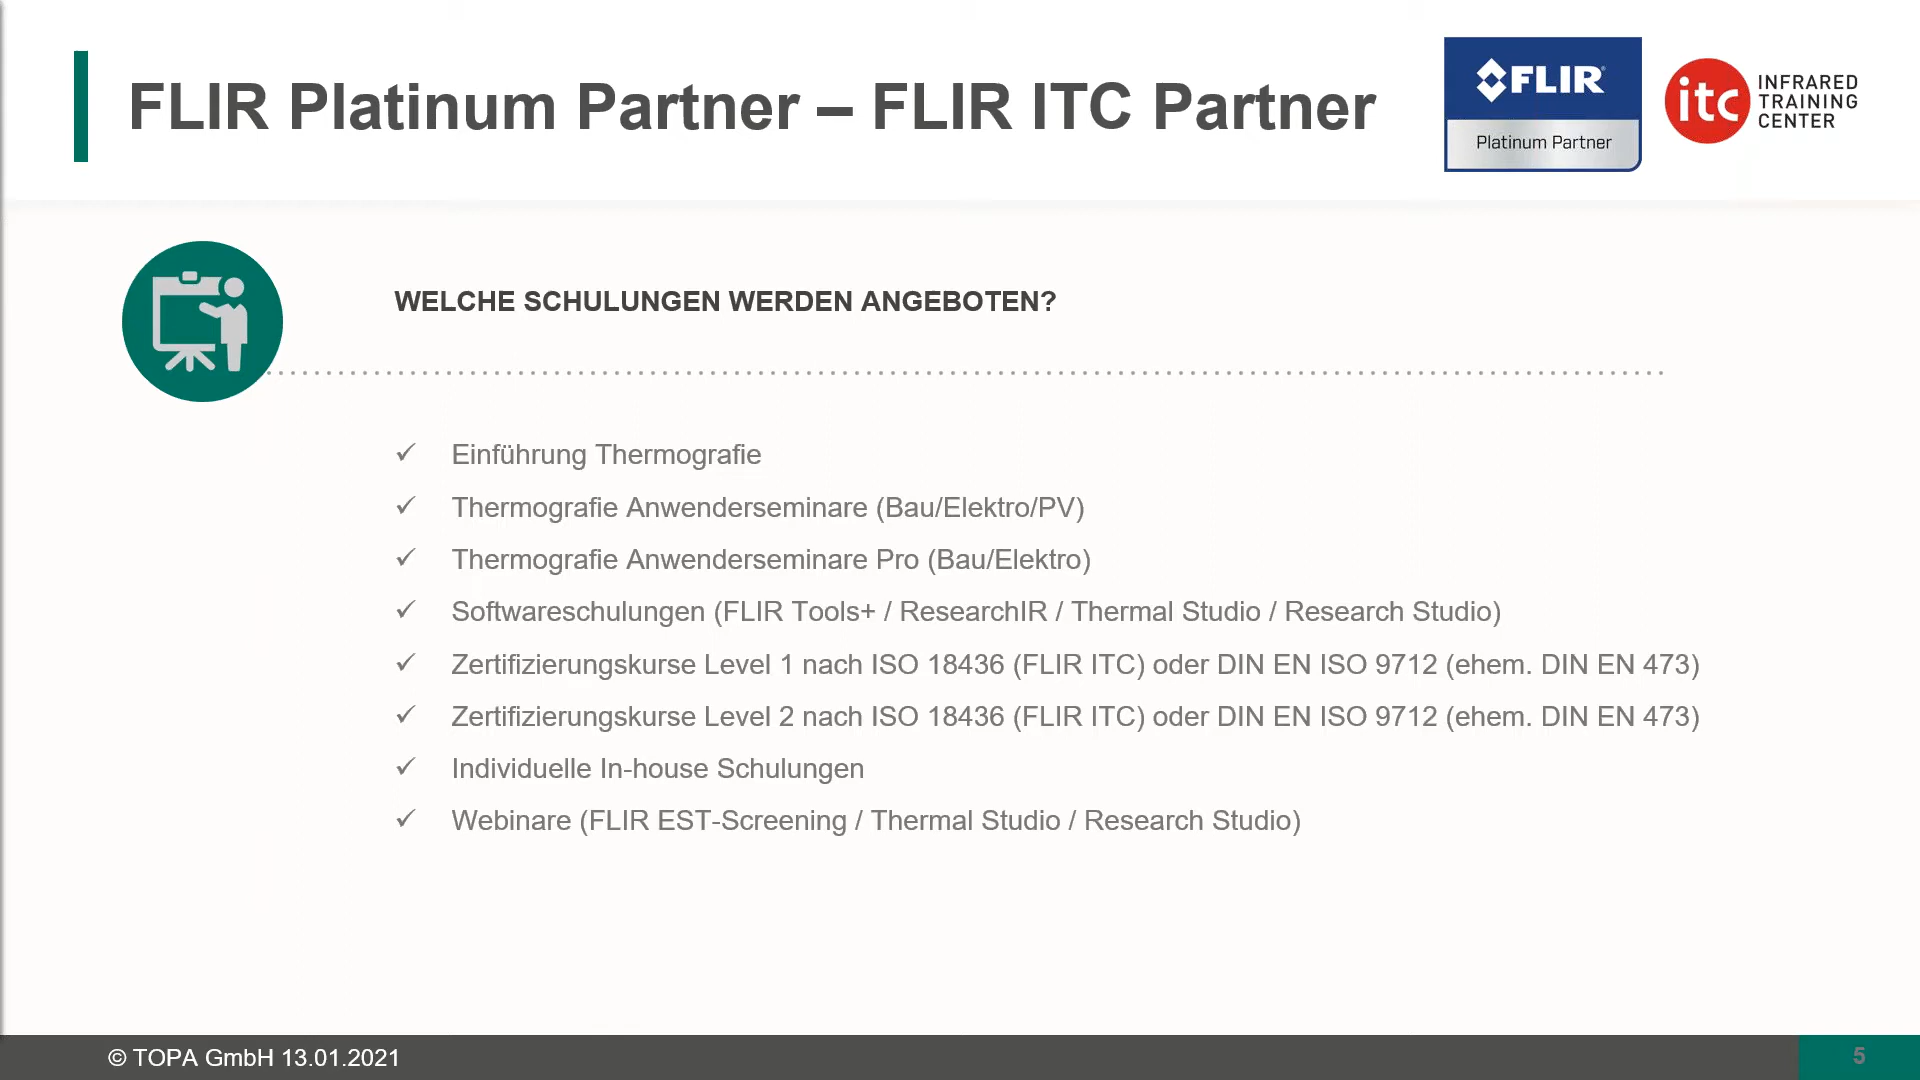 FLIR Platinum Partner – FLIR ITC Partner
FLIR
Platinum Partner
itc
INFRARED
TRAINING
CENTER
WELCHE SCHULUNGEN WERDEN ANGEBOTEN?
✓ Einführung Thermografie
✓ Thermografie Anwenderseminare (Bau/Elektro/PV)
✓ Thermografie Anwenderseminare Pro (Bau/Elektro)
✓ Softwareschulungen (FLIR Tools+ / ResearchIR / Thermal Studio / Research Studio)
✓ Zertifizierungskurse Level 1 nach ISO 18436 (FLIR ITC) oder DIN EN ISO 9712 (ehem. DIN EN 473)
✓ Zertifizierungskurse Level 2 nach ISO 18436 (FLIR ITC) oder DIN EN ISO 9712 (ehem. DIN EN 473)
✓ Individuelle In-house Schulungen
✓ Webinare (FLIR EST-Screening / Thermal Studio / Research Studio)
© TOPA GmbH 13.01.2021
5